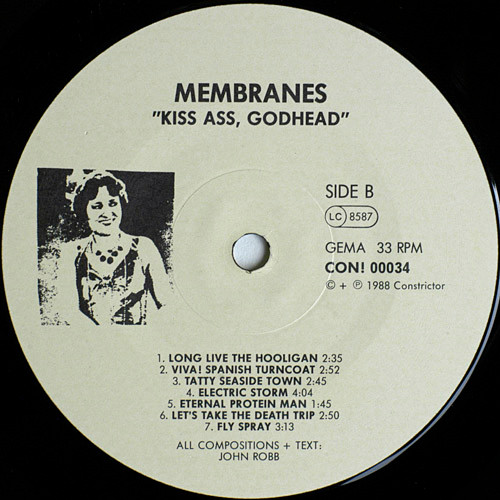 MEMBRANES
"KISS ASS, GODHEAD"
SIDE B
LC 8587
GEMA 33 RPM
CON! 00034
© + ℗ 1988 Constrictor
1. LONG LIVE THE HOOLIGAN 2:35
2. VIVA! SPANISH TURNCOAT 2:52
3. TATTY SEASIDE TOWN 2:45
4. ELECTRIC STORM 4:04
5. ETERNAL PROTEIN MAN 1:45
6. LET'S TAKE THE DEATH TRIP 2:50
7. FLY SPRAY 3:13
ALL COMPOSITIONS + TEXT:
JOHN ROBB